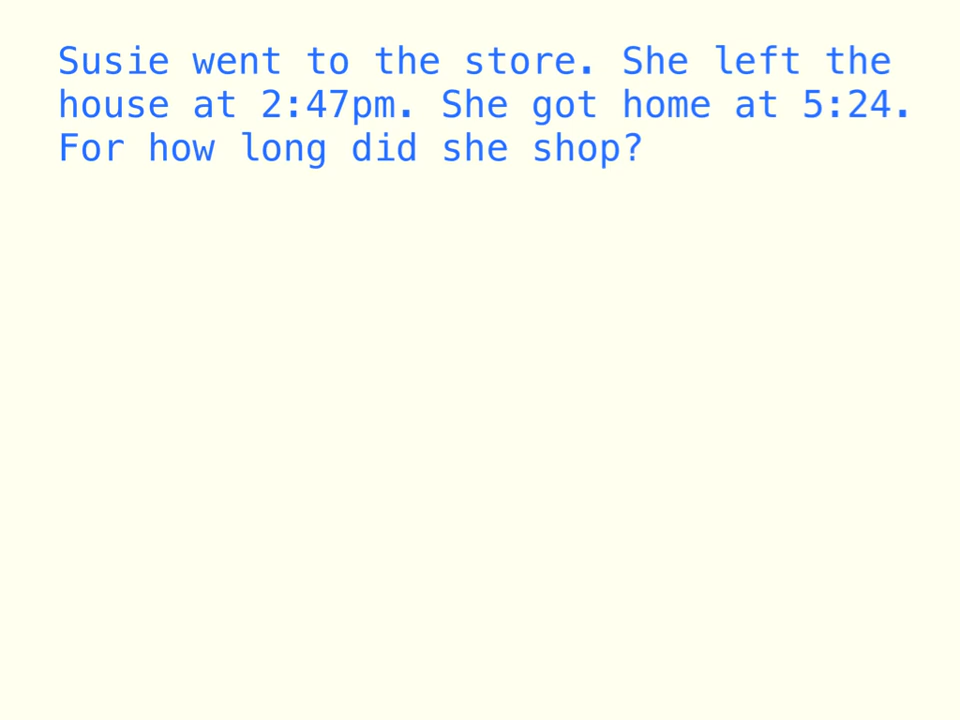 Susie went to the store. She left the
house at 2:47pm. She got home at 5:24.
For how long did she shop?